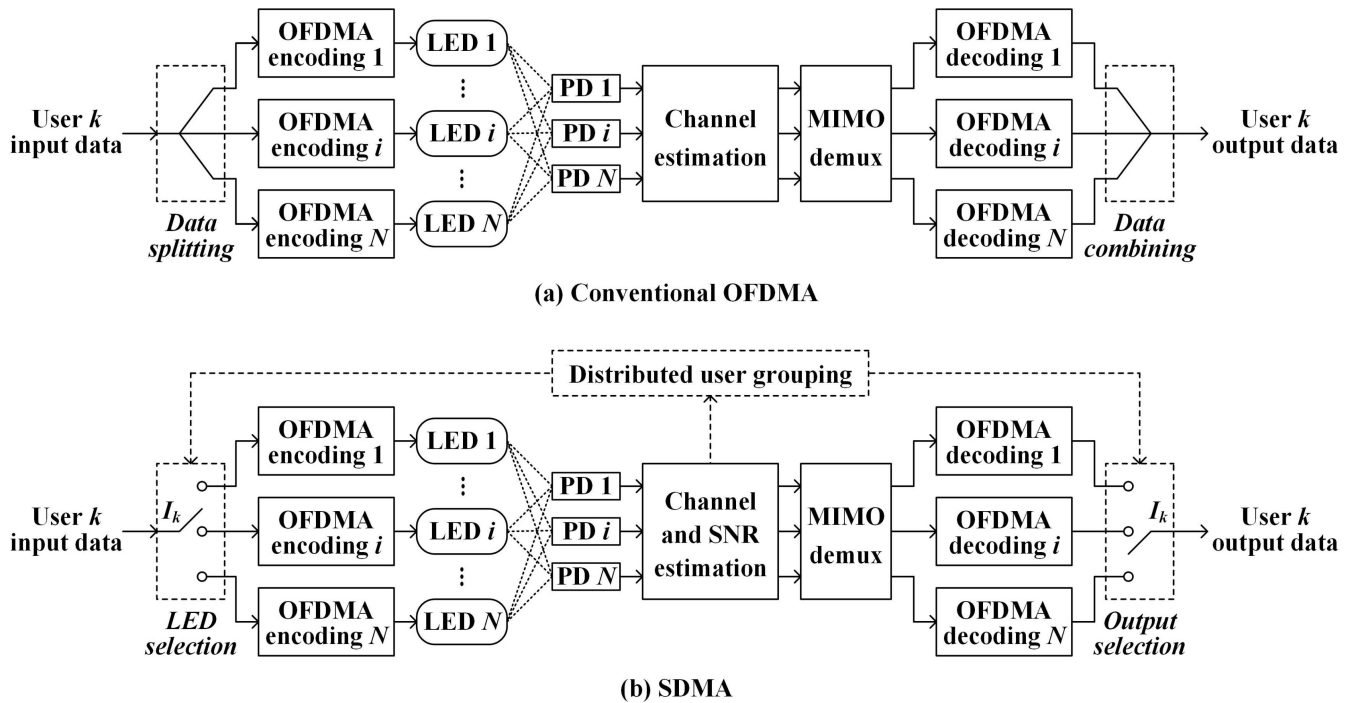 OFDMA
encoding 1
LED 1
OFDMA
decoding 1
⋮
PD 1
User k
input data
OFDMA
encoding i
LED i
PD i
Channel
estimation
MIMO
demux
OFDMA
decoding i
User k
output data
⋮
PD N
Data
splitting
OFDMA
encoding N
LED N
OFDMA
decoding N
Data
combining
(a) Conventional OFDMA
Distributed user grouping
OFDMA
encoding 1
LED 1
OFDMA
decoding 1
⋮
PD 1
User k
input data
I_k
OFDMA
encoding i
LED i
PD i
Channel
and SNR
estimation
MIMO
demux
OFDMA
decoding i
I_k
User k
output data
⋮
PD N
LED
selection
OFDMA
encoding N
LED N
OFDMA
decoding N
Output
selection
(b) SDMA